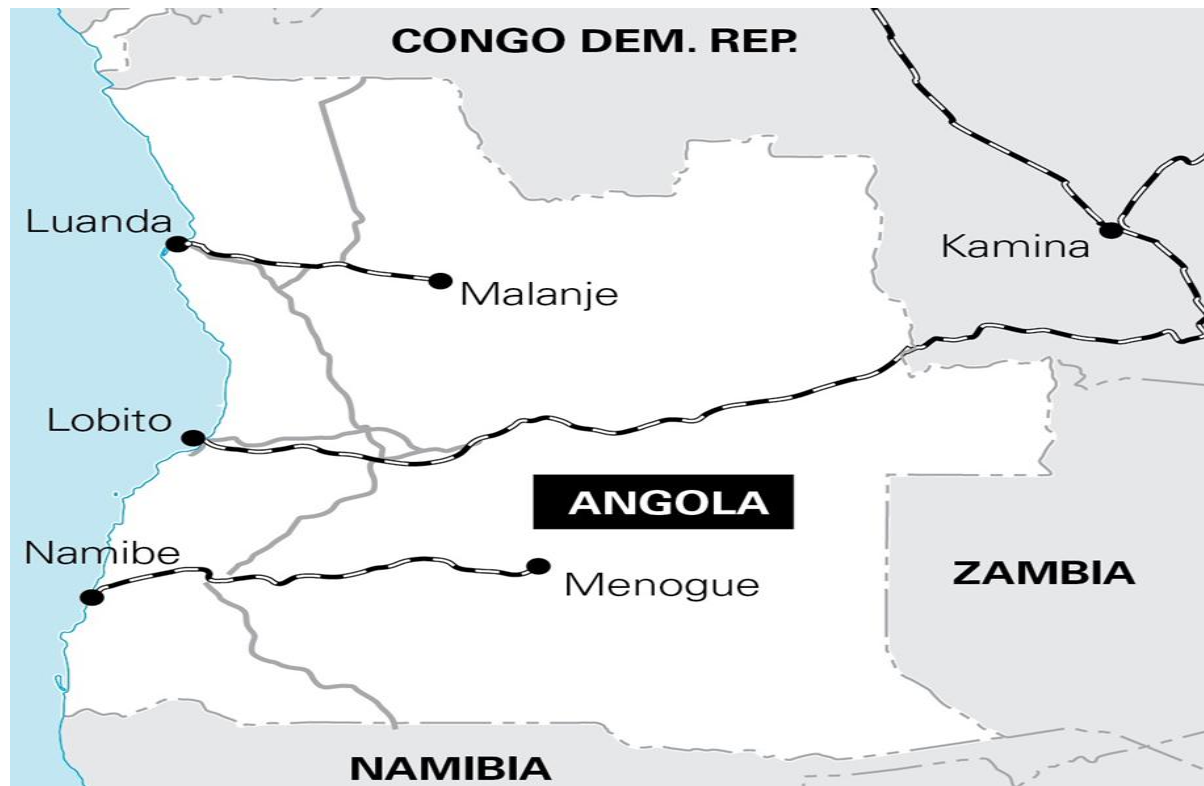 CONGO DEM. REP.
Luanda
Kamina
Malanje
Lobito
ANGOLA
Namibe
Menogue
ZAMBIA
NAMIBIA